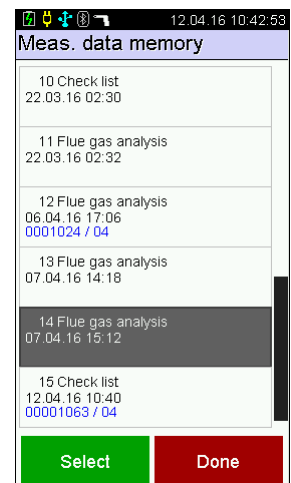 12.04.16 10:42:53
Meas. data memory
10 Check list
22.03.16 02:30
11 Flue gas analysis
22.03.16 02:32
12 Flue gas analysis
06.04.16 17:06
0001024 / 04
13 Flue gas analysis
07.04.16 14:18
14 Flue gas analysis
07.04.16 15:12
15 Check list
12.04.16 10:40
00001063 / 04
Select
Done